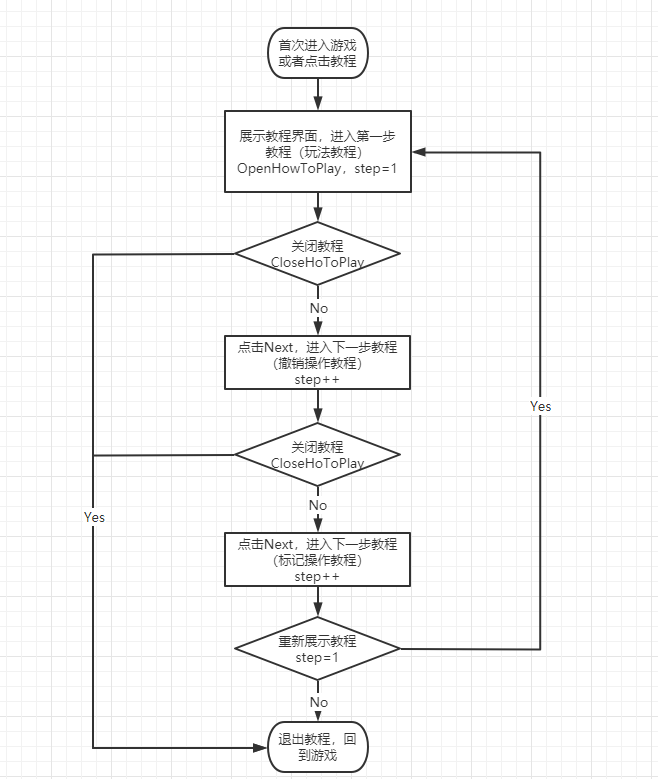 首次进入游戏
或者点击教程
展示教程界面，进入第一步
教程（玩法教程）
OpenHowToPlay，step=1
关闭教程
CloseHoToPlay
No
点击Next，进入下一步教程
（撤销操作教程）
step++
Yes
关闭教程
CloseHoToPlay
No
Yes
点击Next，进入下一步教程
（标记操作教程）
step++
重新展示教程
step=1
No
退出教程，回
到游戏